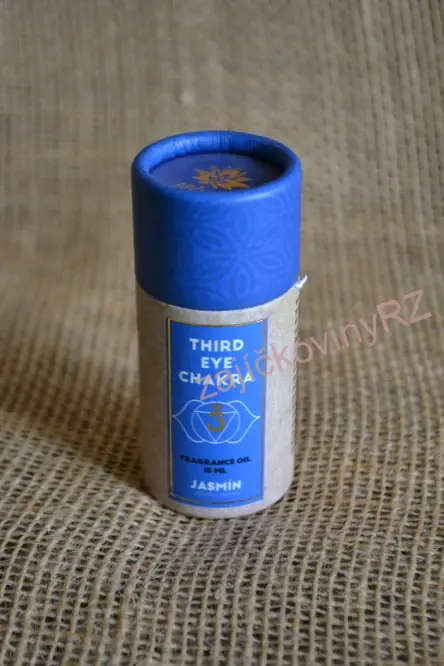 THIRD
EYE
CHAKRA
FRAGRANCE OIL
15 ML
JASMÍN
zajíčkovinyRZ